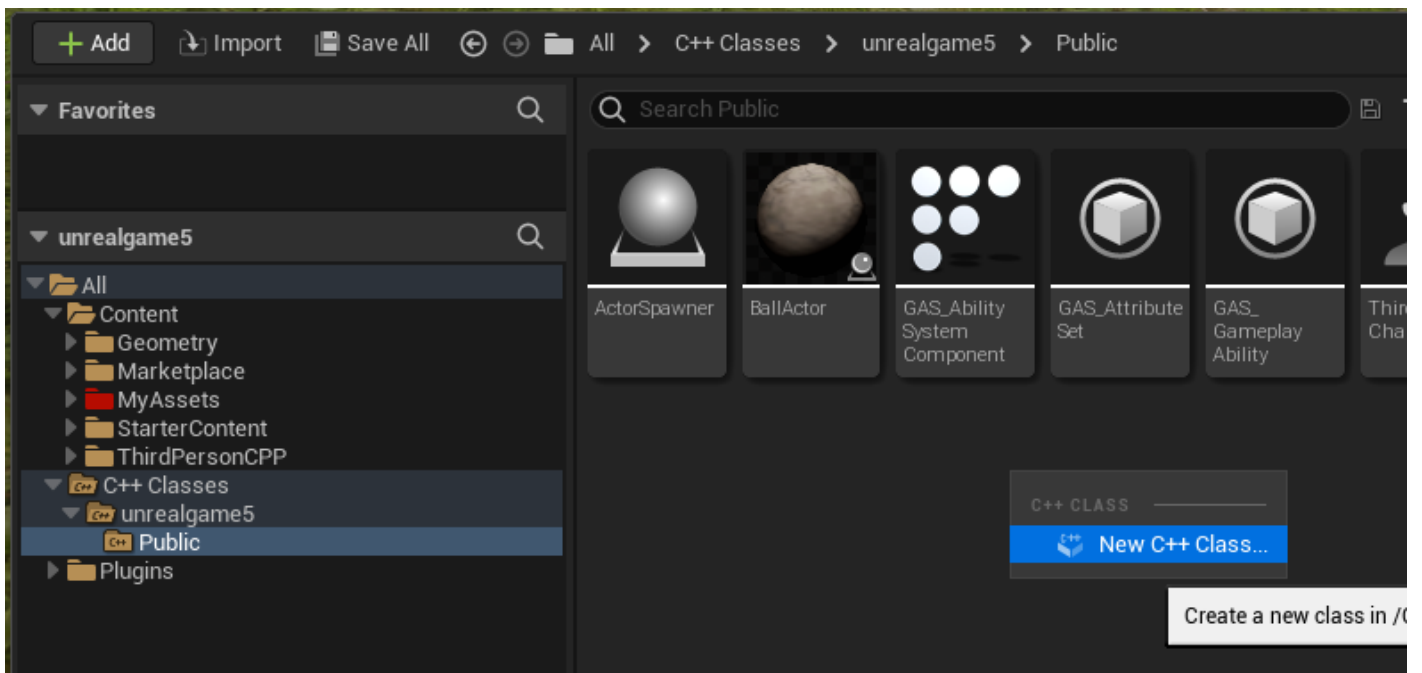 + Add Import Save All All > C++ Classes > unrealgame5 > Public
Favorites
Search Public
unrealgame5
All
Content
Geometry
Marketplace
MyAssets
StarterContent
ThirdPersonCPP
C++ Classes
unrealgame5
Public
Plugins
ActorSpawner
BallActor
GAS_Ability
System
Component
GAS_Attribute
Set
GAS_
Gameplay
Ability
C++ CLASS
New C++ Class...
Create a new class in